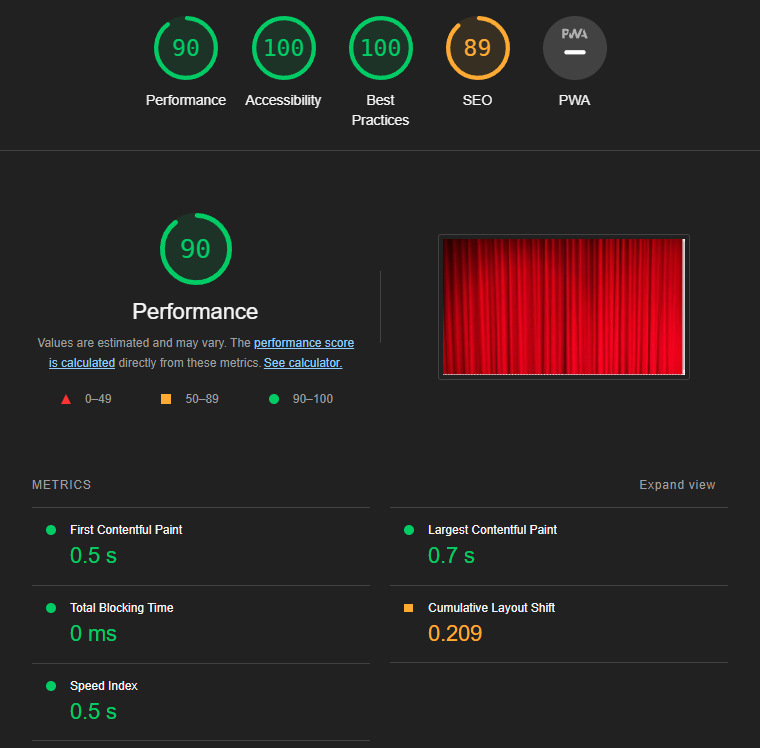 90
100
100
89
PWA
Performance
Accessibility
Best
Practices
SEO
PWA
90
Performance
Values are estimated and may vary. The performance score
is calculated directly from these metrics. See calculator.
0–49
50–89
90–100
METRICS
Expand view
First Contentful Paint
0.5 s
Largest Contentful Paint
0.7 s
Total Blocking Time
0 ms
Cumulative Layout Shift
0.209
Speed Index
0.5 s